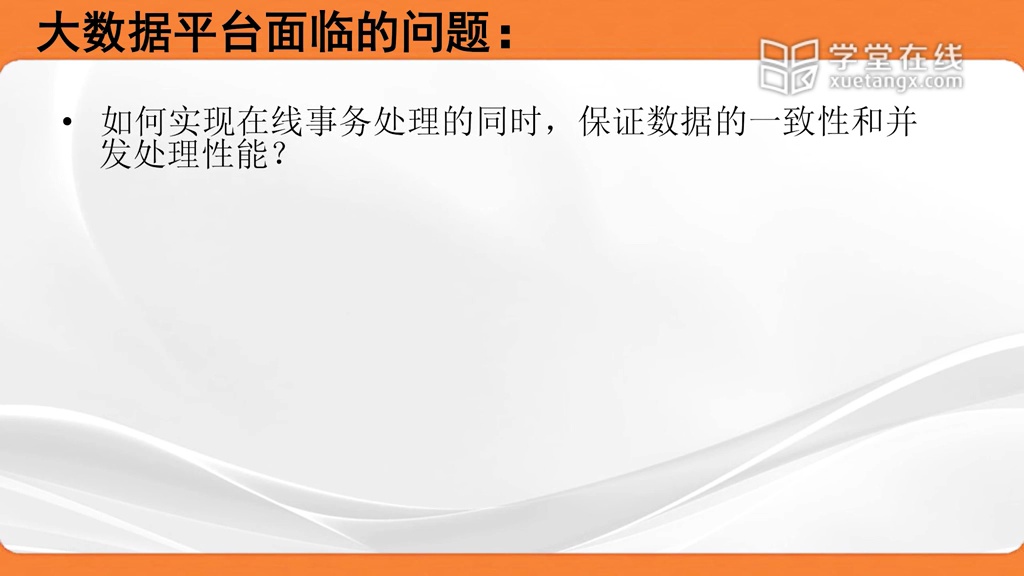 大数据平台面临的问题：
学堂在线
xuetangx.com
• 如何实现在线事务处理的同时，保证数据的一致性和并
发处理性能？